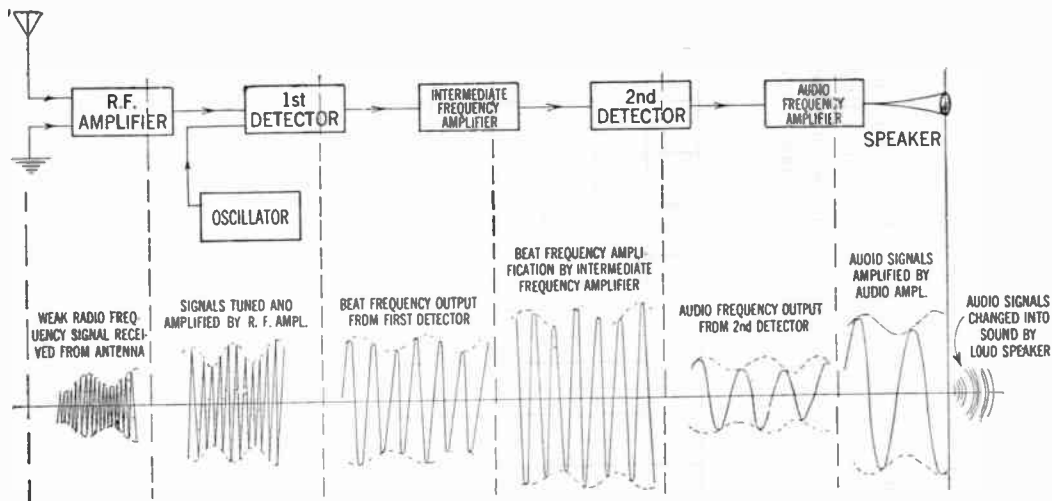 R.F.
AMPLIFIER
1st
DETECTOR
INTERMEDIATE
FREQUENCY
AMPLIFIER
2nd
DETECTOR
AUDIO
FREQUENCY
AMPLIFIER
SPEAKER
OSCILLATOR
WEAK RADIO FREQ-
UENCY SIGNAL RECEI-
VED FROM ANTENNA
SIGNALS TUNED AND
AMPLIFIED BY R. F. AMPL.
BEAT FREQUENCY OUTPUT
FROM FIRST DETECTOR
BEAT FREQUENCY AMPLI-
FICATION BY INTERMEDIATE
FREQUENCY AMPLIFIER
AUDIO FREQUENCY OUTPUT
FROM 2nd DETECTOR
AUOID SIGNALS
AMPLIFIED BY
AUDIO AMPL.
AUDIO SIGNALS
CHANGED INTO
SOUND BY
LOUD SPEAKER